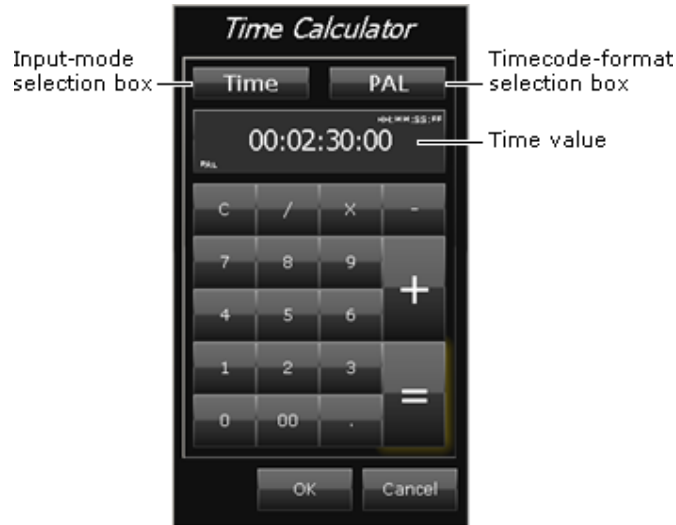 Time Calculator
Input-mode
selection box
Time
PAL
Timecode-format
selection box
HH:MM:SS:FF
00:02:30:00
Time value
PAL
C / X -
7 8 9 +
4 5 6
1 2 3 =
0 00 .
OK Cancel